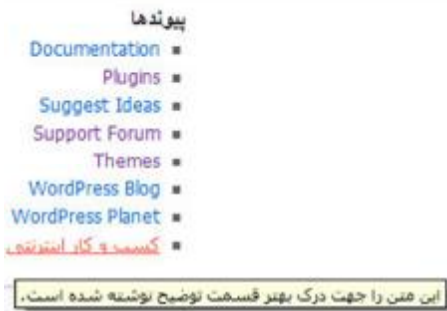 پیوندها
Documentation
Plugins
Suggest Ideas
Support Forum
Themes
WordPress Blog
WordPress Planet
کسب و کار اینترنتی
این متن را جهت درک بهتر قسمت توضیح نوشته شده است.